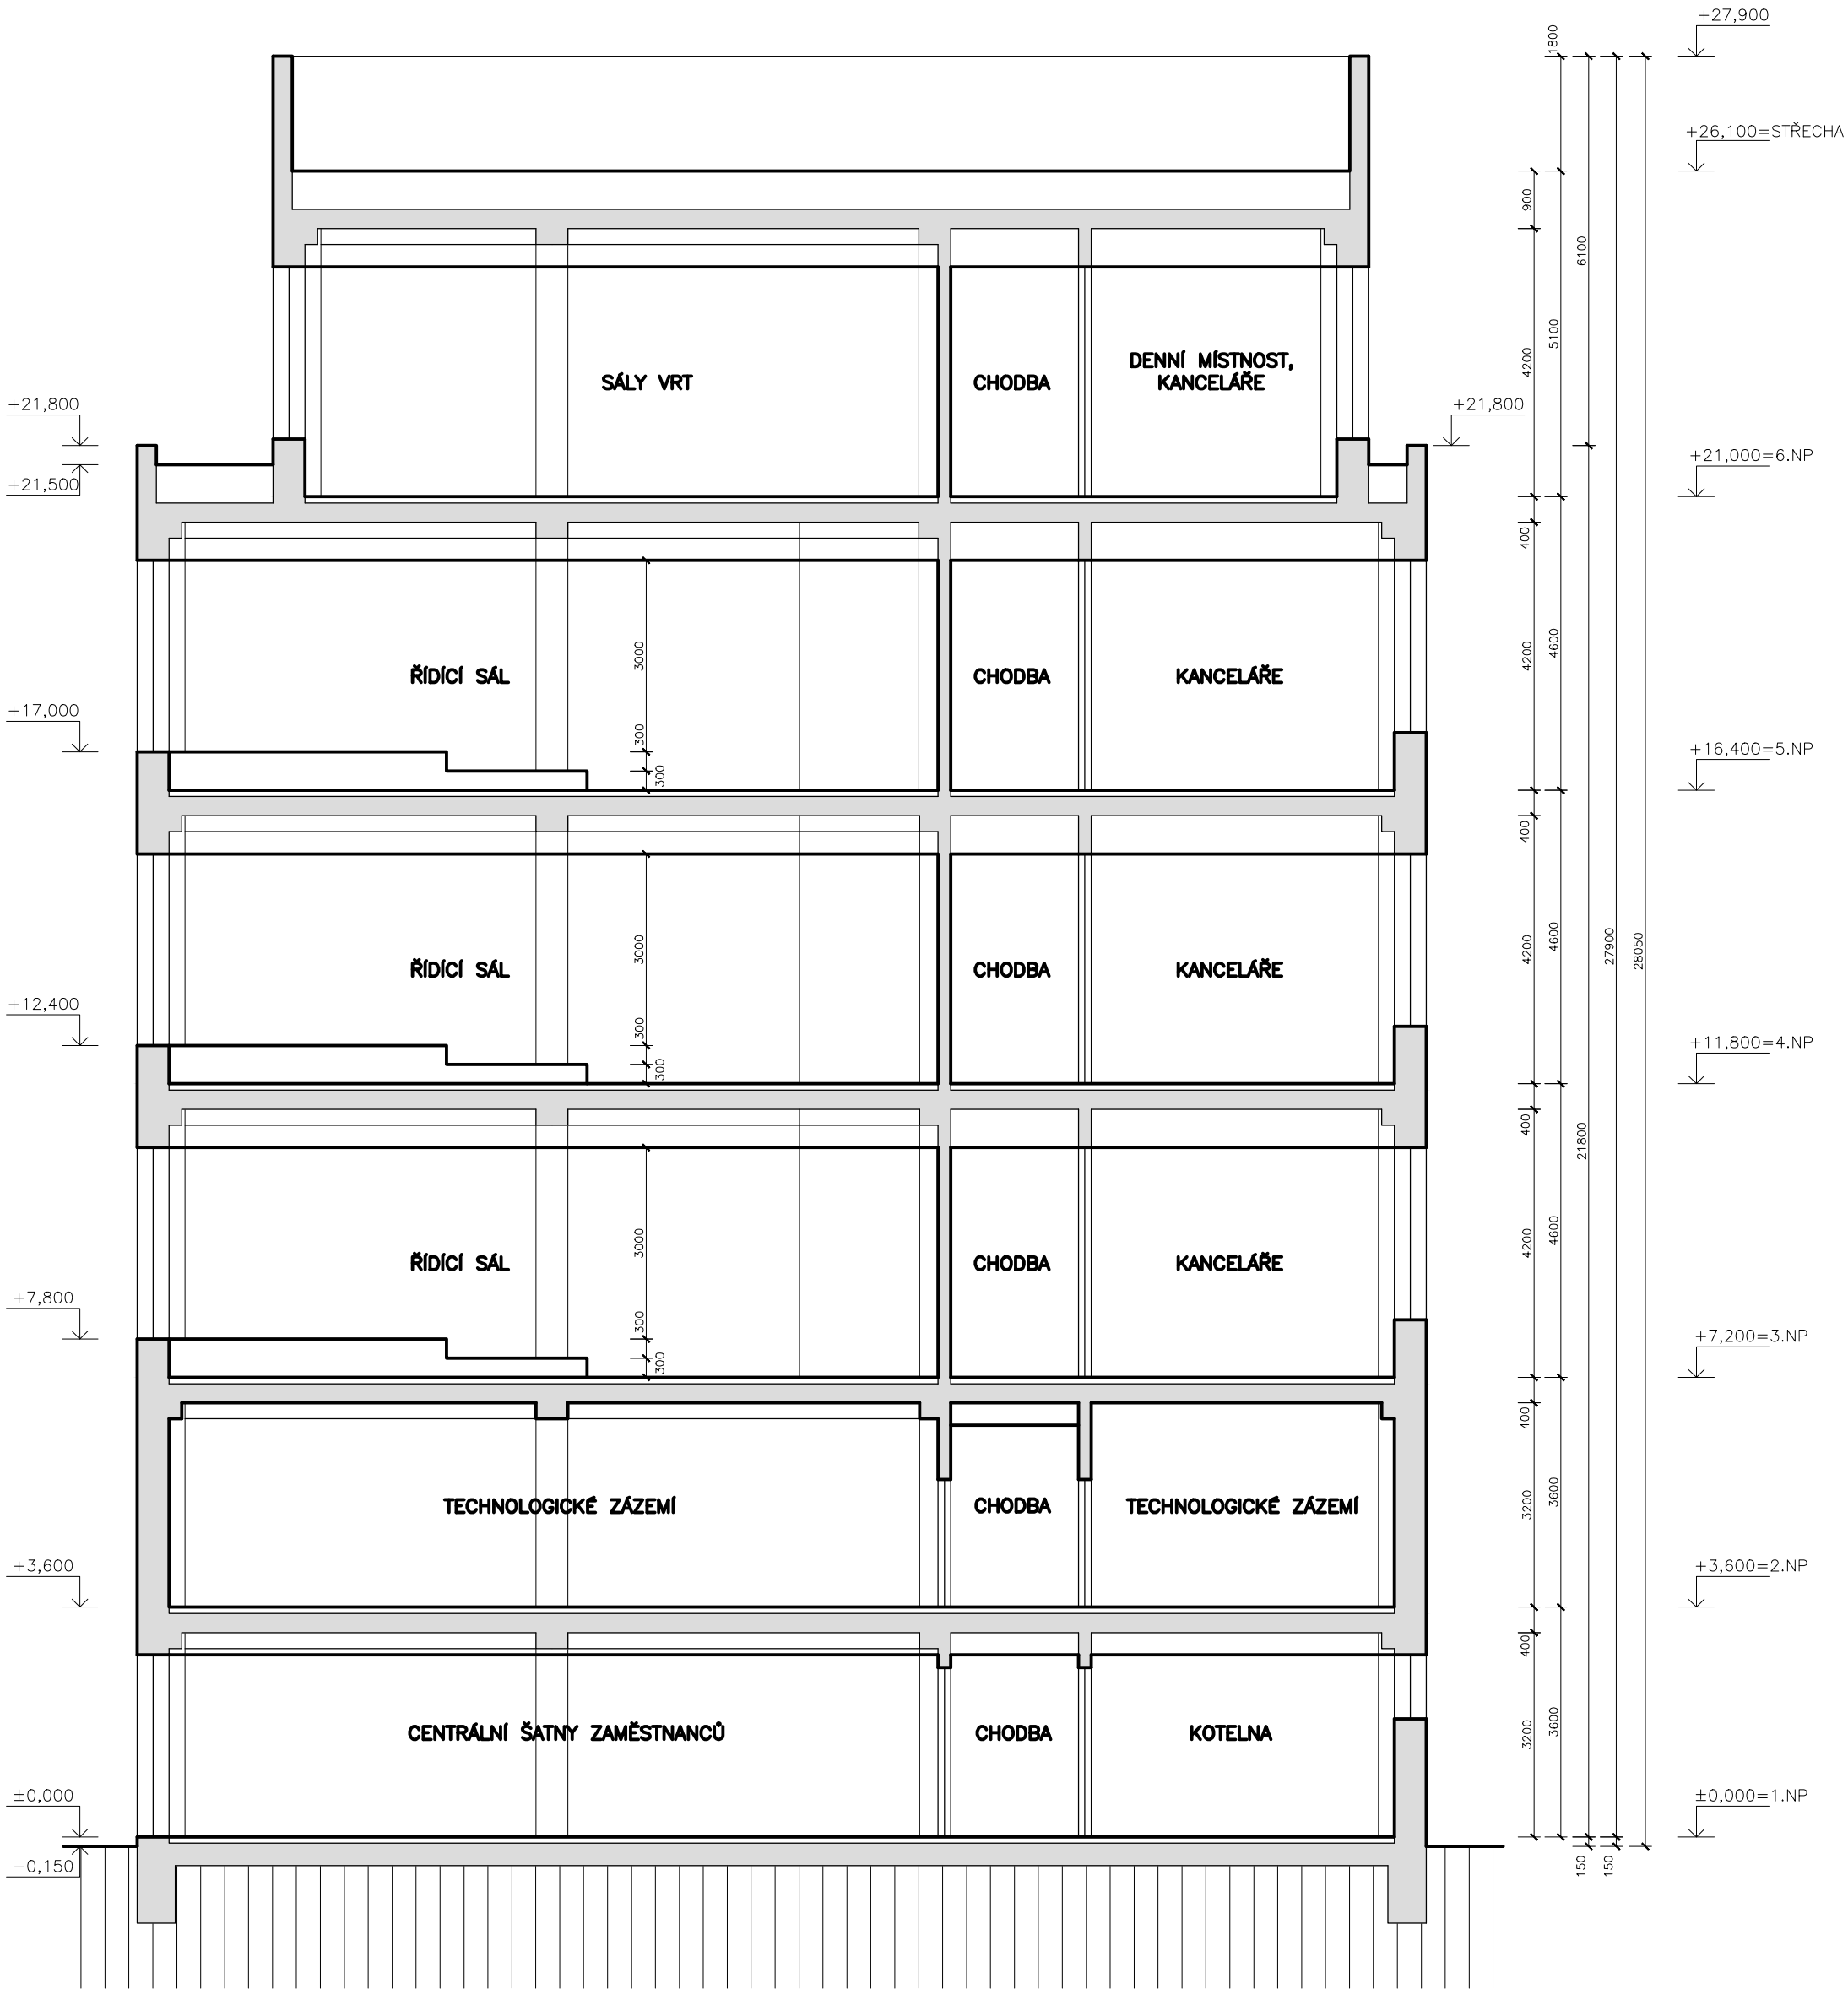 +27,900
1800
+26,100=STŘECHA
900
6100
5100
4200
DENNÍ MÍSTNOST,
KANCELÁŘE
SÁLY VRT
CHODBA
+21,800
+21,800
+21,500
+21,000=6.NP
400
4600
4200
3000
ŘÍDÍCÍ SÁL
CHODBA
KANCELÁŘE
+17,000
300
300
+16,400=5.NP
400
27900
28050
4600
4200
3000
ŘÍDÍCÍ SÁL
CHODBA
KANCELÁŘE
+12,400
300
300
+11,800=4.NP
400
21800
4600
4200
3000
ŘÍDÍCÍ SÁL
CHODBA
KANCELÁŘE
+7,800
300
300
+7,200=3.NP
400
3600
3200
TECHNOLOGICKÉ ZÁZEMÍ
CHODBA
TECHNOLOGICKÉ ZÁZEMÍ
+3,600
+3,600=2.NP
400
3600
3200
CENTRÁLNÍ ŠATNY ZAMĚSTNANCŮ
CHODBA
KOTELNA
±0,000
±0,000=1.NP
-0,150
150
150